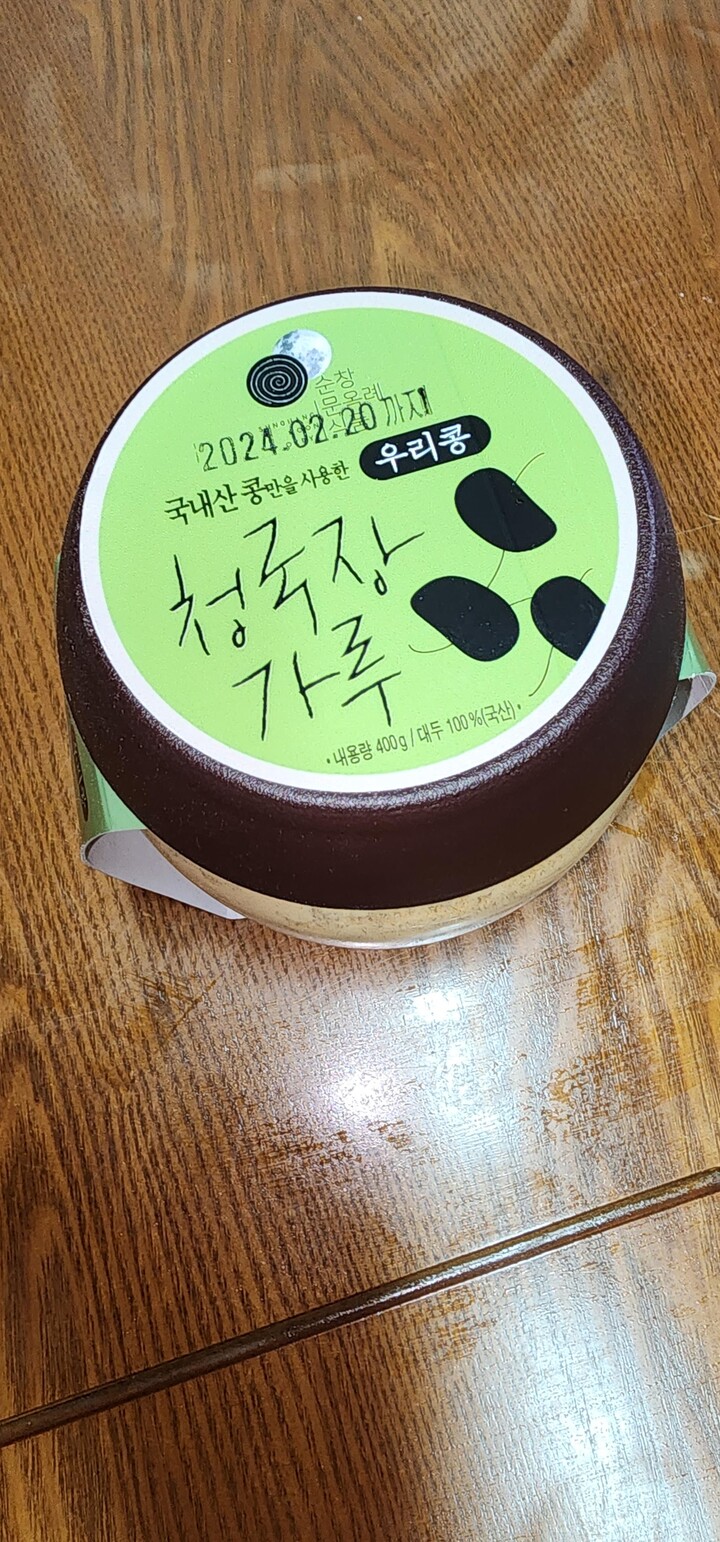 순창
문옥례
2024.02.20 까지
국내산 콩만을 사용한 우리콩
청국장
가루
• 내용량 400g / 대두 100%(국산) •